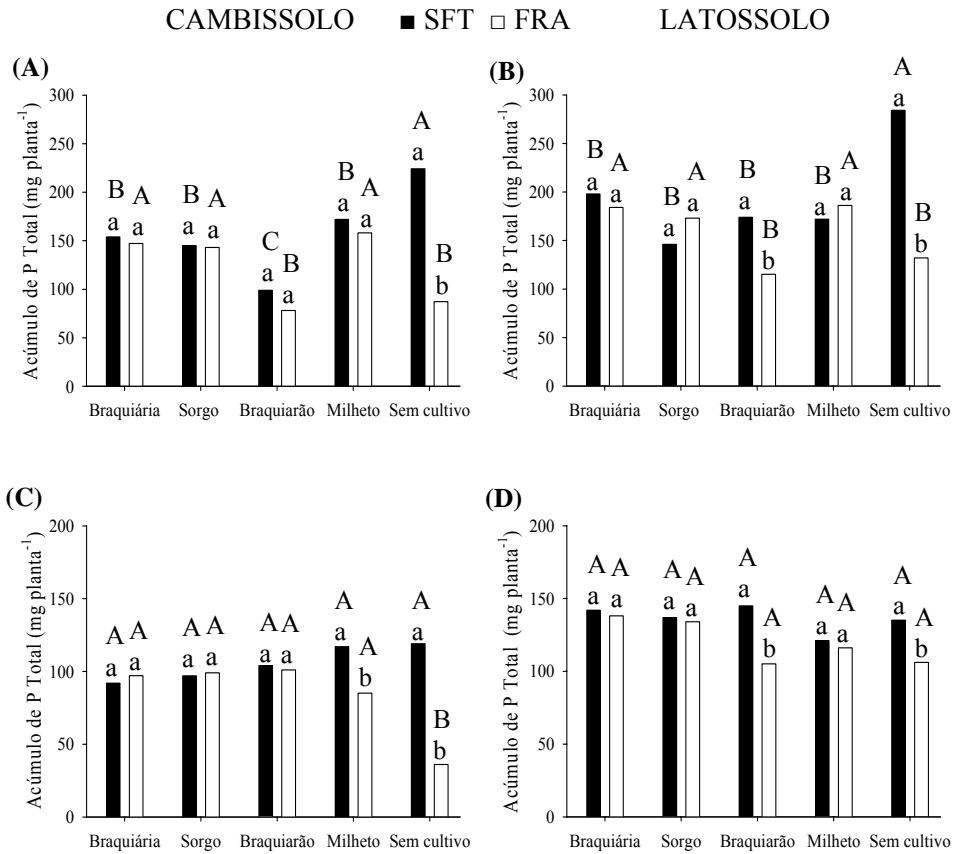 CAMBISSOLO ■ SFT □ FRA LATOSSOLO
(A)
Acúmulo de P Total (mg planta⁻¹)
300
250
200
150
100
50
0
B A B A C B B A A B
a a a a a a a a a b
Braquiária Sorgo Braquiarão Milheto Sem cultivo
(B)
Acúmulo de P Total (mg planta⁻¹)
300
250
200
150
100
50
0
B A B A B B B A A B
a a a a a b a a a b
Braquiária Sorgo Braquiarão Milheto Sem cultivo
(C)
Acúmulo de P Total (mg planta⁻¹)
200
150
100
50
0
A A A A A A A A A B
a a a a a a a b a b
Braquiária Sorgo Braquiarão Milheto Sem cultivo
(D)
Acúmulo de P Total (mg planta⁻¹)
200
150
100
50
0
A A A A A A A A A A
a a a a a b a a a b
Braquiária Sorgo Braquiarão Milheto Sem cultivo